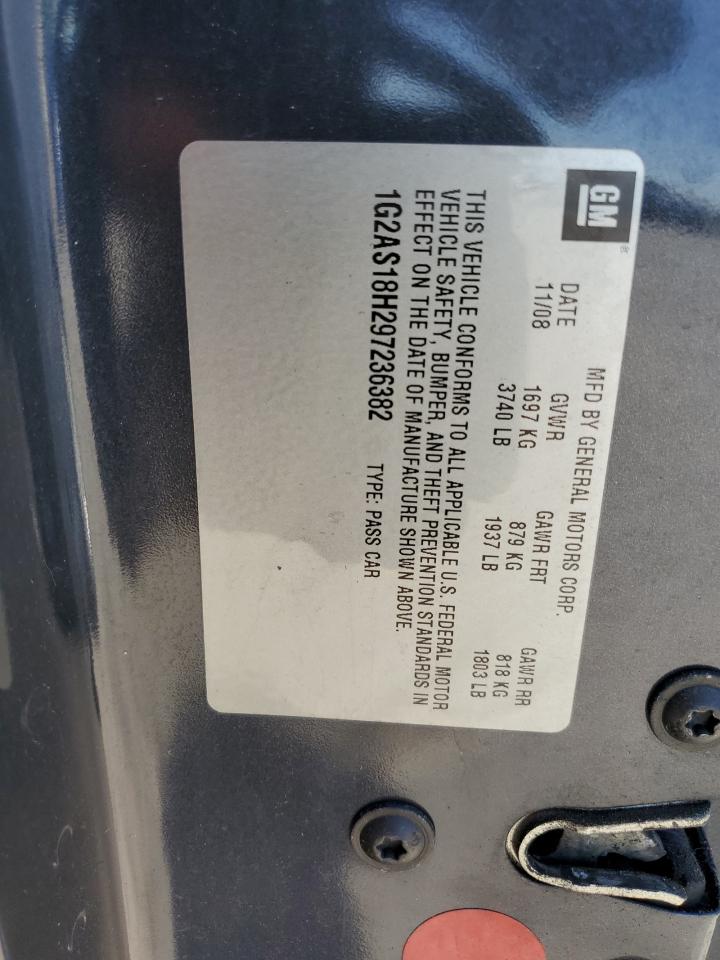 GM®
MFD BY GENERAL MOTORS CORP.
DATE GVWR GAWR FRT GAWR RR
11/08 1697 KG 879 KG 818 KG
3740 LB 1937 LB 1803 LB
THIS VEHICLE CONFORMS TO ALL APPLICABLE U.S. FEDERAL MOTOR
VEHICLE SAFETY, BUMPER, AND THEFT PREVENTION STANDARDS IN
EFFECT ON THE DATE OF MANUFACTURE SHOWN ABOVE.
1G2AS18H297236382 TYPE: PASS CAR